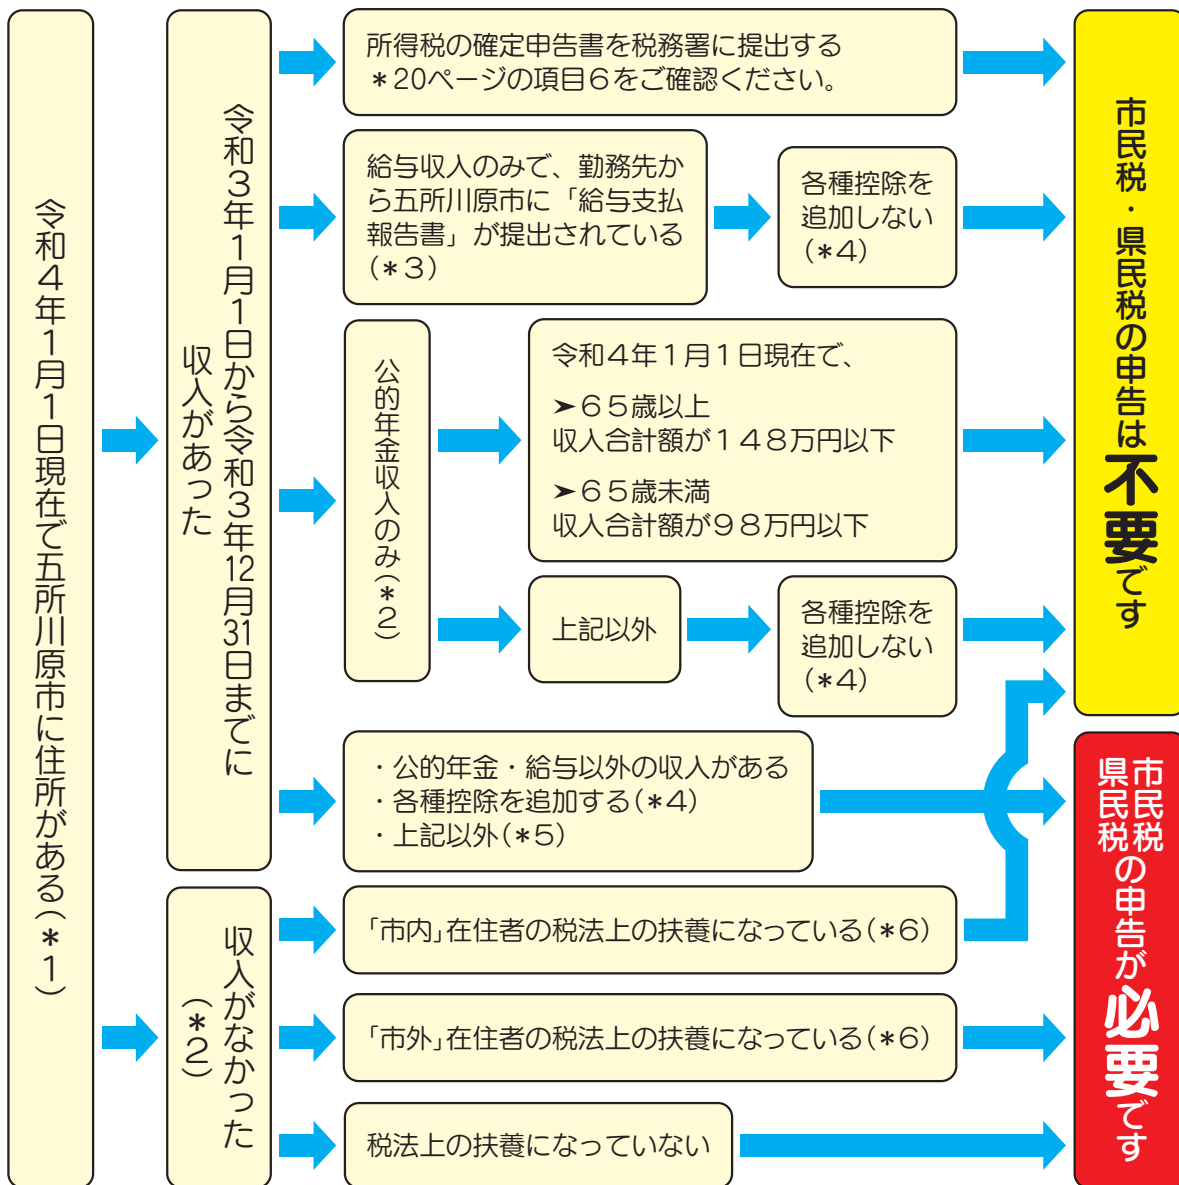 令和４年１月１日現在で五所川原市に住所がある(＊１)
令和３年１月１日から令和３年12月31日までに
収入があった
所得税の確定申告書を税務署に提出する
＊20ページの項目６をご確認ください。
給与収入のみで、勤務先か
ら五所川原市に「給与支払
報告書」が提出されている
(＊３)
各種控除を
追加しない
(＊４)
公的年金収入のみ(＊２)
令和４年１月１日現在で、
➤６５歳以上
収入合計額が１４８万円以下
➤６５歳未満
収入合計額が９８万円以下
上記以外
各種控除を
追加しない
(＊４)
・公的年金・給与以外の収入がある
・各種控除を追加する(＊４)
・上記以外(＊５)
収入がなかった
(＊２)
「市内」在住者の税法上の扶養になっている(＊６)
「市外」在住者の税法上の扶養になっている(＊６)
税法上の扶養になっていない
市民税・県民税の申告は不要です
市民税
県民税の申告が必要です